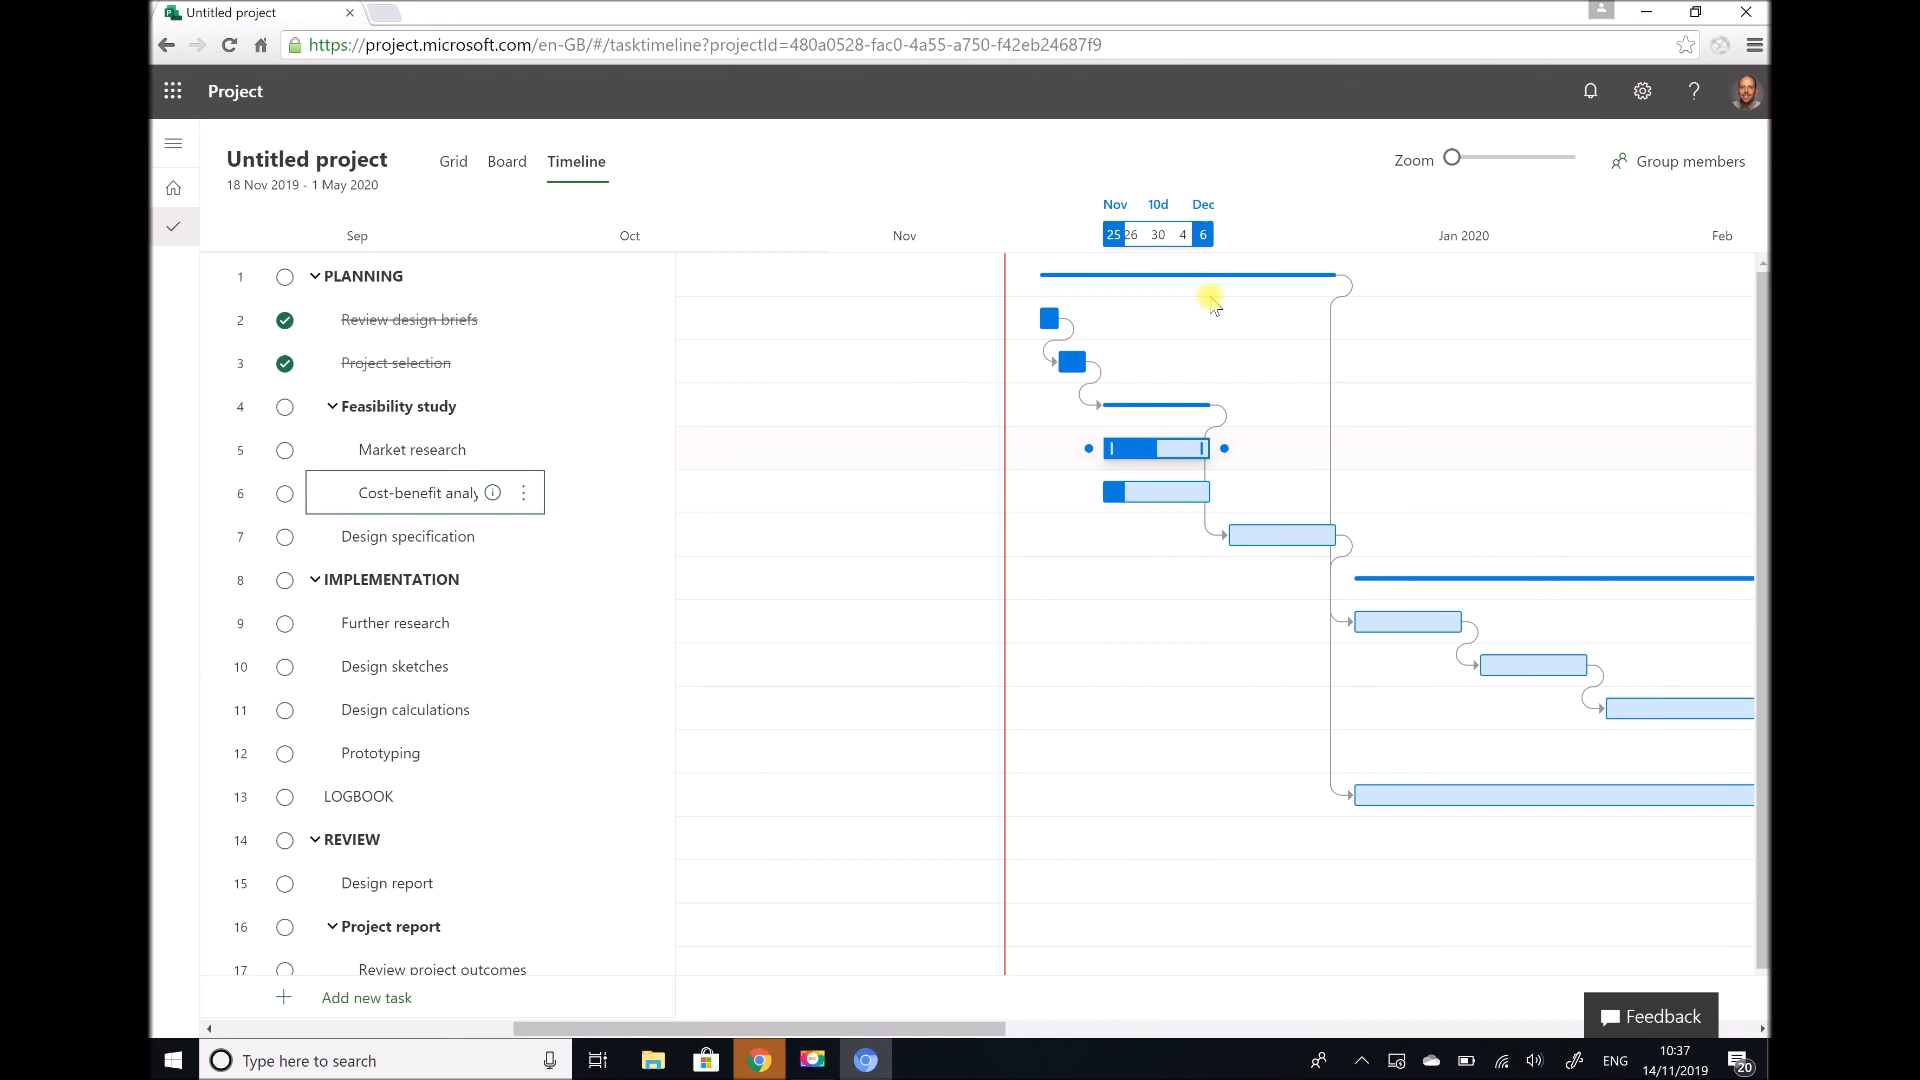 Untitled project
https://project.microsoft.com/en-GB/#/tasktimeline?projectId=480a0528-fac0-4a55-a750-f42eb24687f9
Project
Untitled project
18 Nov 2019 - 1 May 2020
Grid
Board
Timeline
Zoom
Group members
Nov 10d Dec
Sep
Oct
Nov
25 26 30 4 6
Jan 2020
Feb
1 PLANNING
2 Review design briefs
3 Project selection
4 Feasibility study
5 Market research
6 Cost-benefit analy
7 Design specification
8 IMPLEMENTATION
9 Further research
10 Design sketches
11 Design calculations
12 Prototyping
13 LOGBOOK
14 REVIEW
15 Design report
16 Project report
17 Review project outcomes
Add new task
Feedback
Type here to search
ENG
10:37
14/11/2019
20